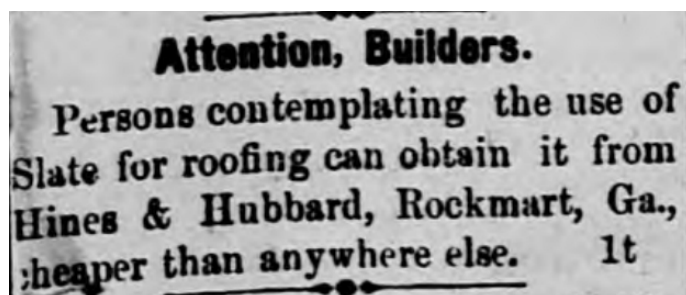 Attention, Builders.
Persons contemplating the use of
Slate for roofing can obtain it from
Hines & Hubbard, Rockmart, Ga.,
cheaper than anywhere else. 1t